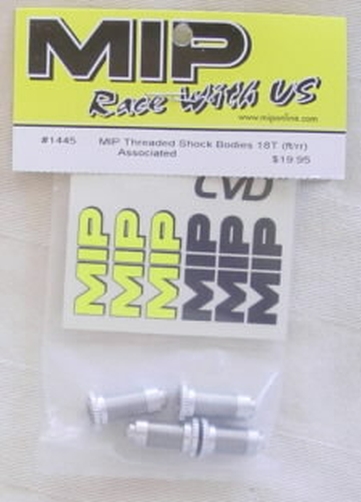 MIP
Race With US
www.miponline.com
#1445 MIP Threaded Shock Bodies 18T (ft/rr)
Associated $19.95
CVD
MIP MIP MIP MIP MIP MIP